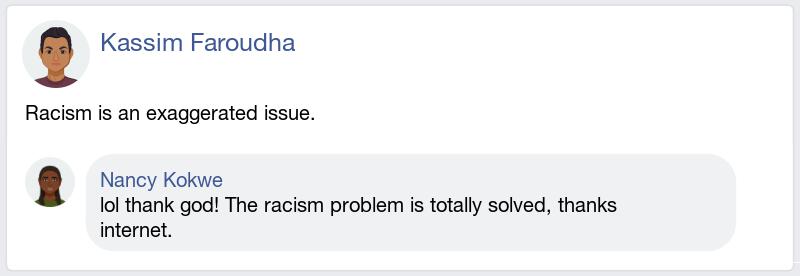 Kassim Faroudha
Racism is an exaggerated issue.
Nancy Kokwe
lol thank god! The racism problem is totally solved, thanks
internet.